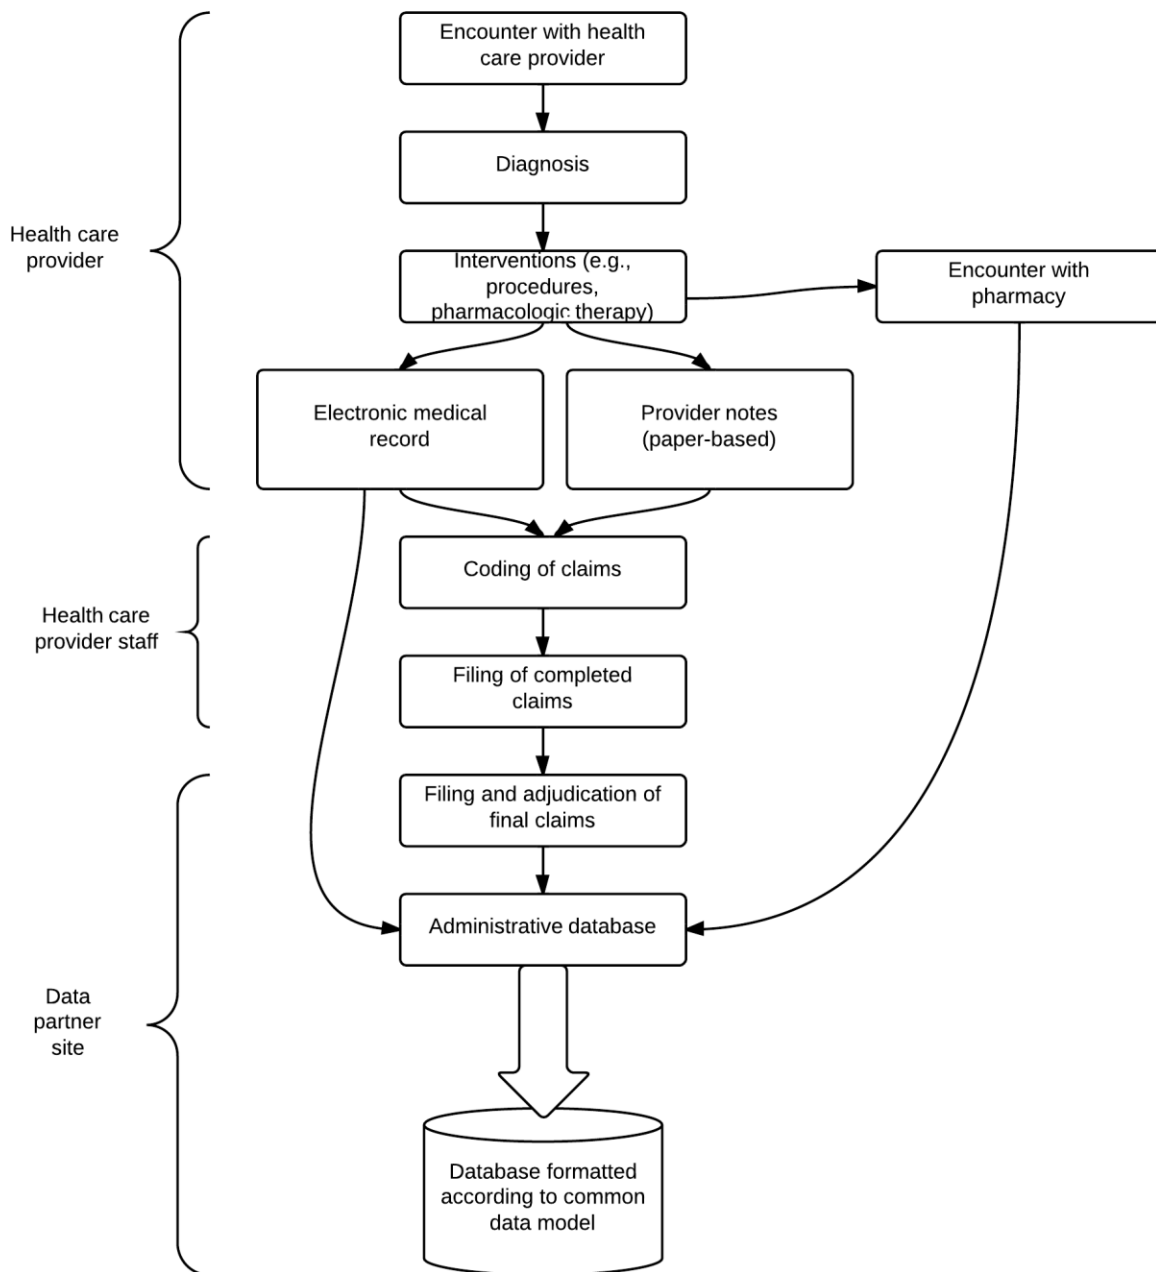 Encounter with health
care provider
Diagnosis
Health care
provider
Interventions (e.g.,
procedures,
pharmacologic therapy)
Encounter with
pharmacy
Electronic medical
record
Provider notes
(paper-based)
Coding of claims
Health care
provider staff
Filing of completed
claims
Filing and adjudication of
final claims
Administrative database
Data
partner
site
Database formatted
according to common
data model